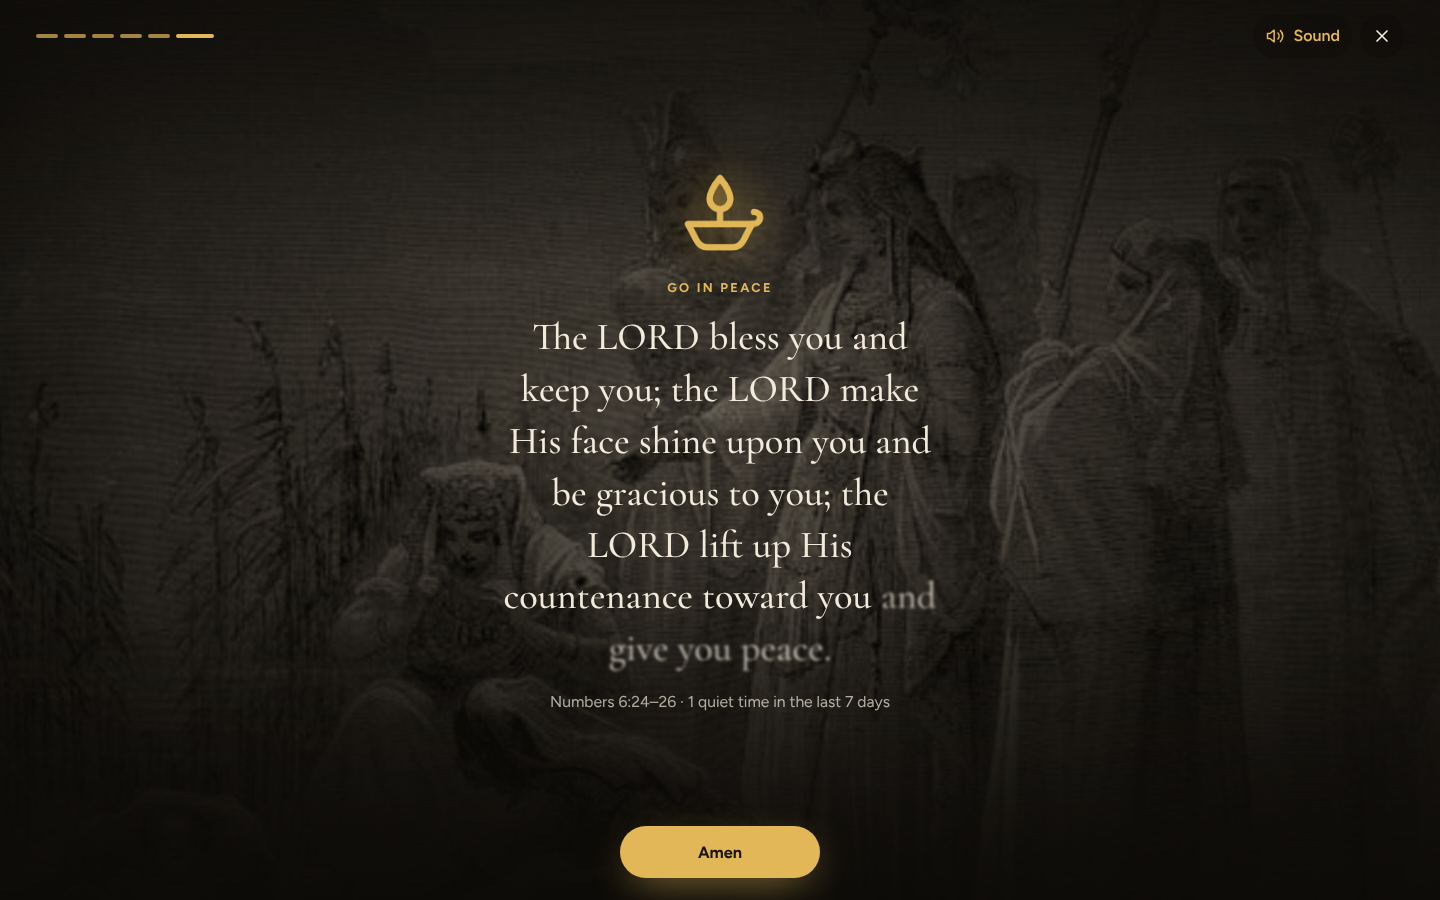 Sound
GO IN PEACE
The LORD bless you and
keep you; the LORD make
His face shine upon you and
be gracious to you; the
LORD lift up His
countenance toward you and
give you peace.
Numbers 6:24–26 · 1 quiet time in the last 7 days
Amen